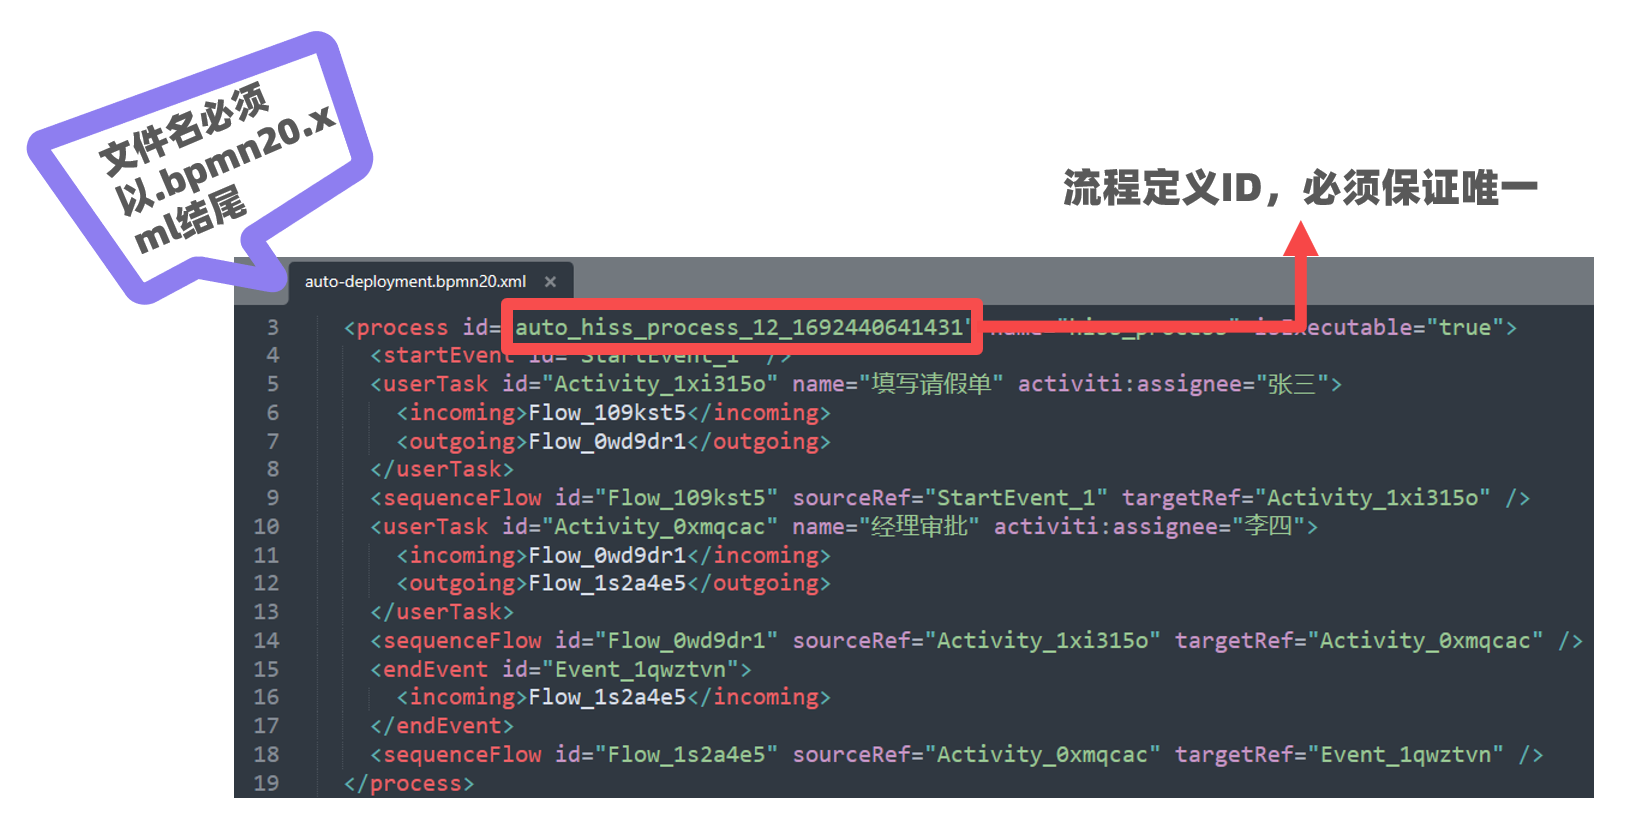 文件名必须
以.bpmn20.x
ml结尾
流程定义ID，必须保证唯一
auto-deployment.bpmn20.xml ×
3 <process id="auto_hiss_process_12_1692440641431" name="hiss_process" isExecutable="true">
4 <startEvent id="StartEvent_1" />
5 <userTask id="Activity_1xi315o" name="填写请假单" activiti:assignee="张三">
6 <incoming>Flow_109kst5</incoming>
7 <outgoing>Flow_0wd9dr1</outgoing>
8 </userTask>
9 <sequenceFlow id="Flow_109kst5" sourceRef="StartEvent_1" targetRef="Activity_1xi315o" />
10 <userTask id="Activity_0xmqcac" name="经理审批" activiti:assignee="李四">
11 <incoming>Flow_0wd9dr1</incoming>
12 <outgoing>Flow_1s2a4e5</outgoing>
13 </userTask>
14 <sequenceFlow id="Flow_0wd9dr1" sourceRef="Activity_1xi315o" targetRef="Activity_0xmqcac" />
15 <endEvent id="Event_1qwztvn">
16 <incoming>Flow_1s2a4e5</incoming>
17 </endEvent>
18 <sequenceFlow id="Flow_1s2a4e5" sourceRef="Activity_0xmqcac" targetRef="Event_1qwztvn" />
19 </process>